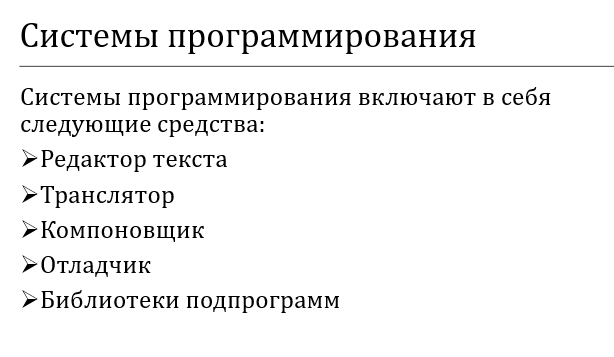 Системы программирования
Системы программирования включают в себя
следующие средства:
➢Редактор текста
➢Транслятор
➢Компоновщик
➢Отладчик
➢Библиотеки подпрограмм